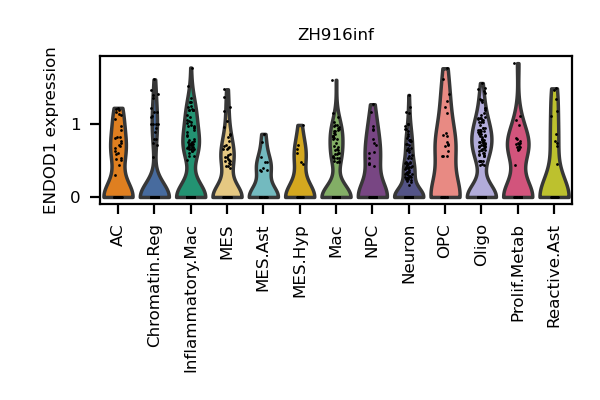 ZH916inf
ENDOD1 expression
1
0
AC
Chromatin.Reg
Inflammatory.Mac
MES
MES.Ast
MES.Hyp
Mac
NPC
Neuron
OPC
Oligo
Prolif.Metab
Reactive.Ast